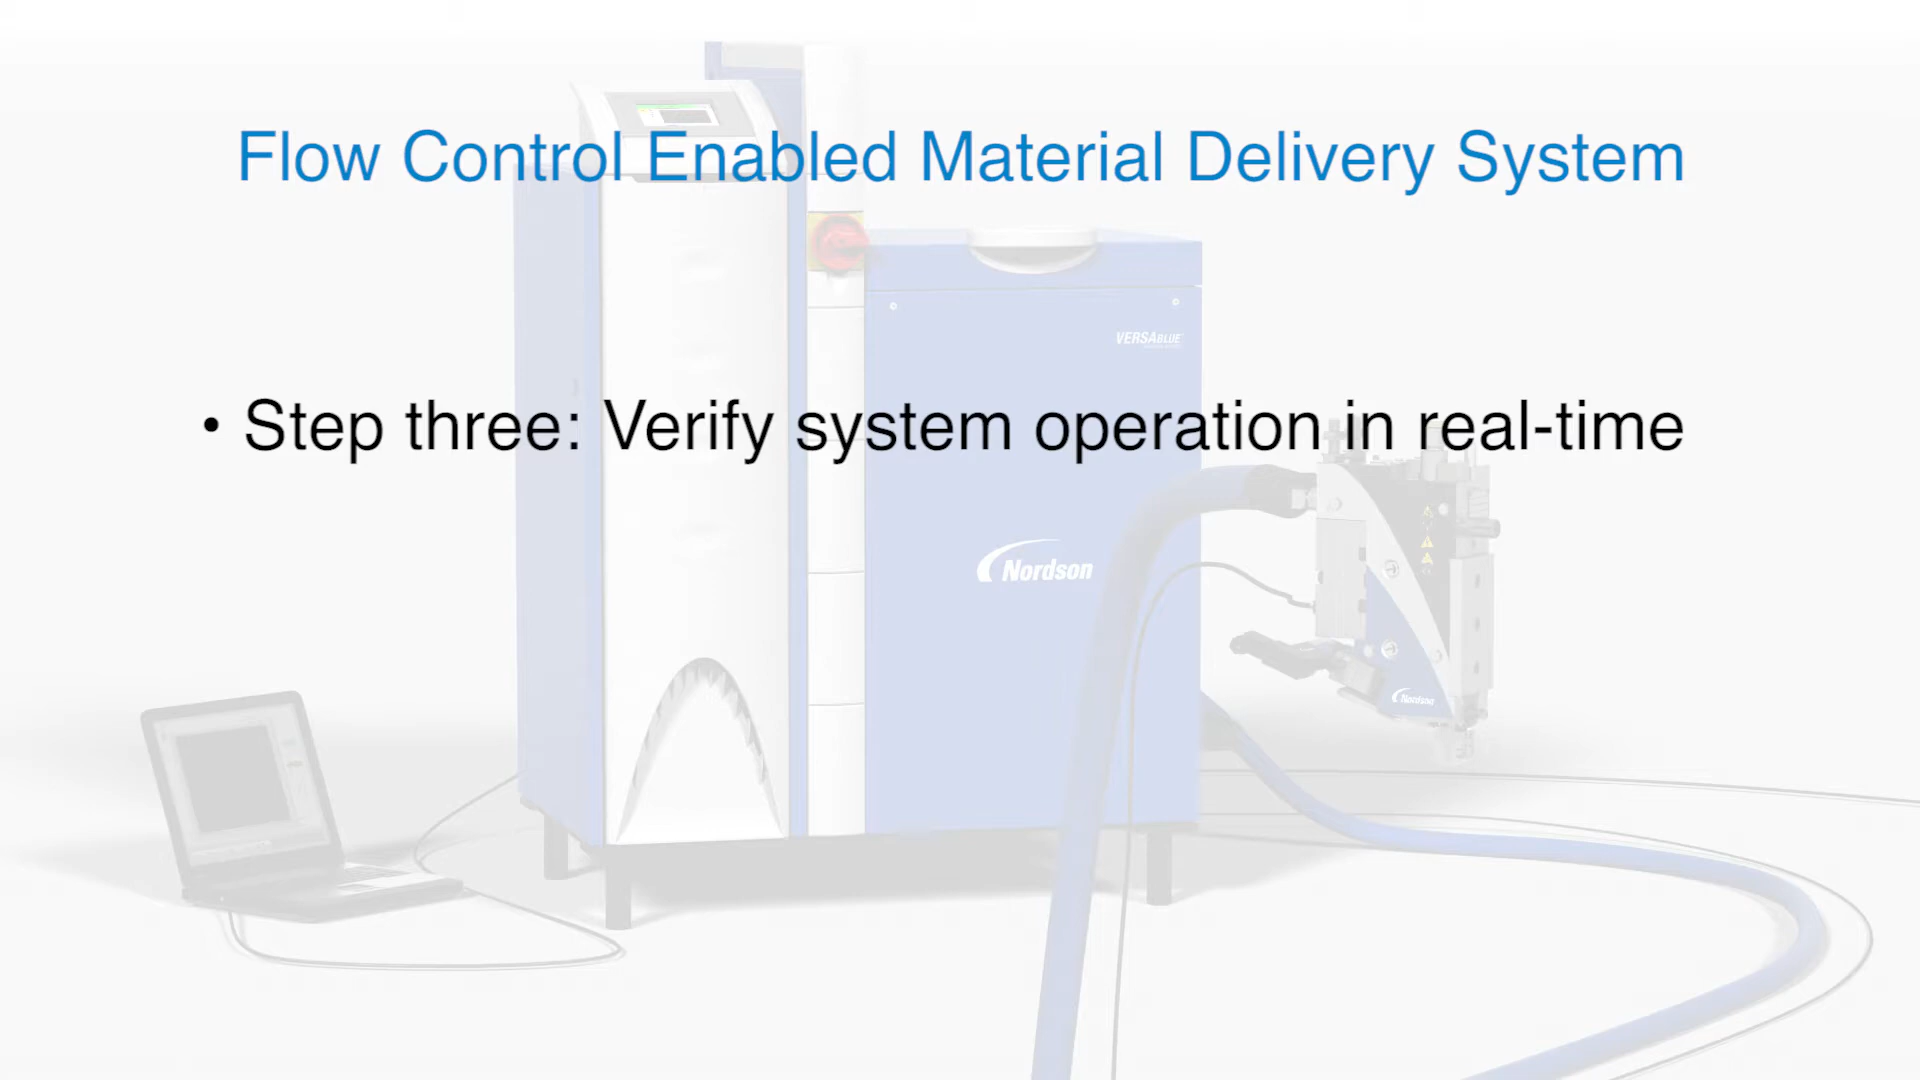 Flow Control Enabled Material Delivery System
VERSABLUE
• Step three: Verify system operation in real-time
Nordson
Nordson